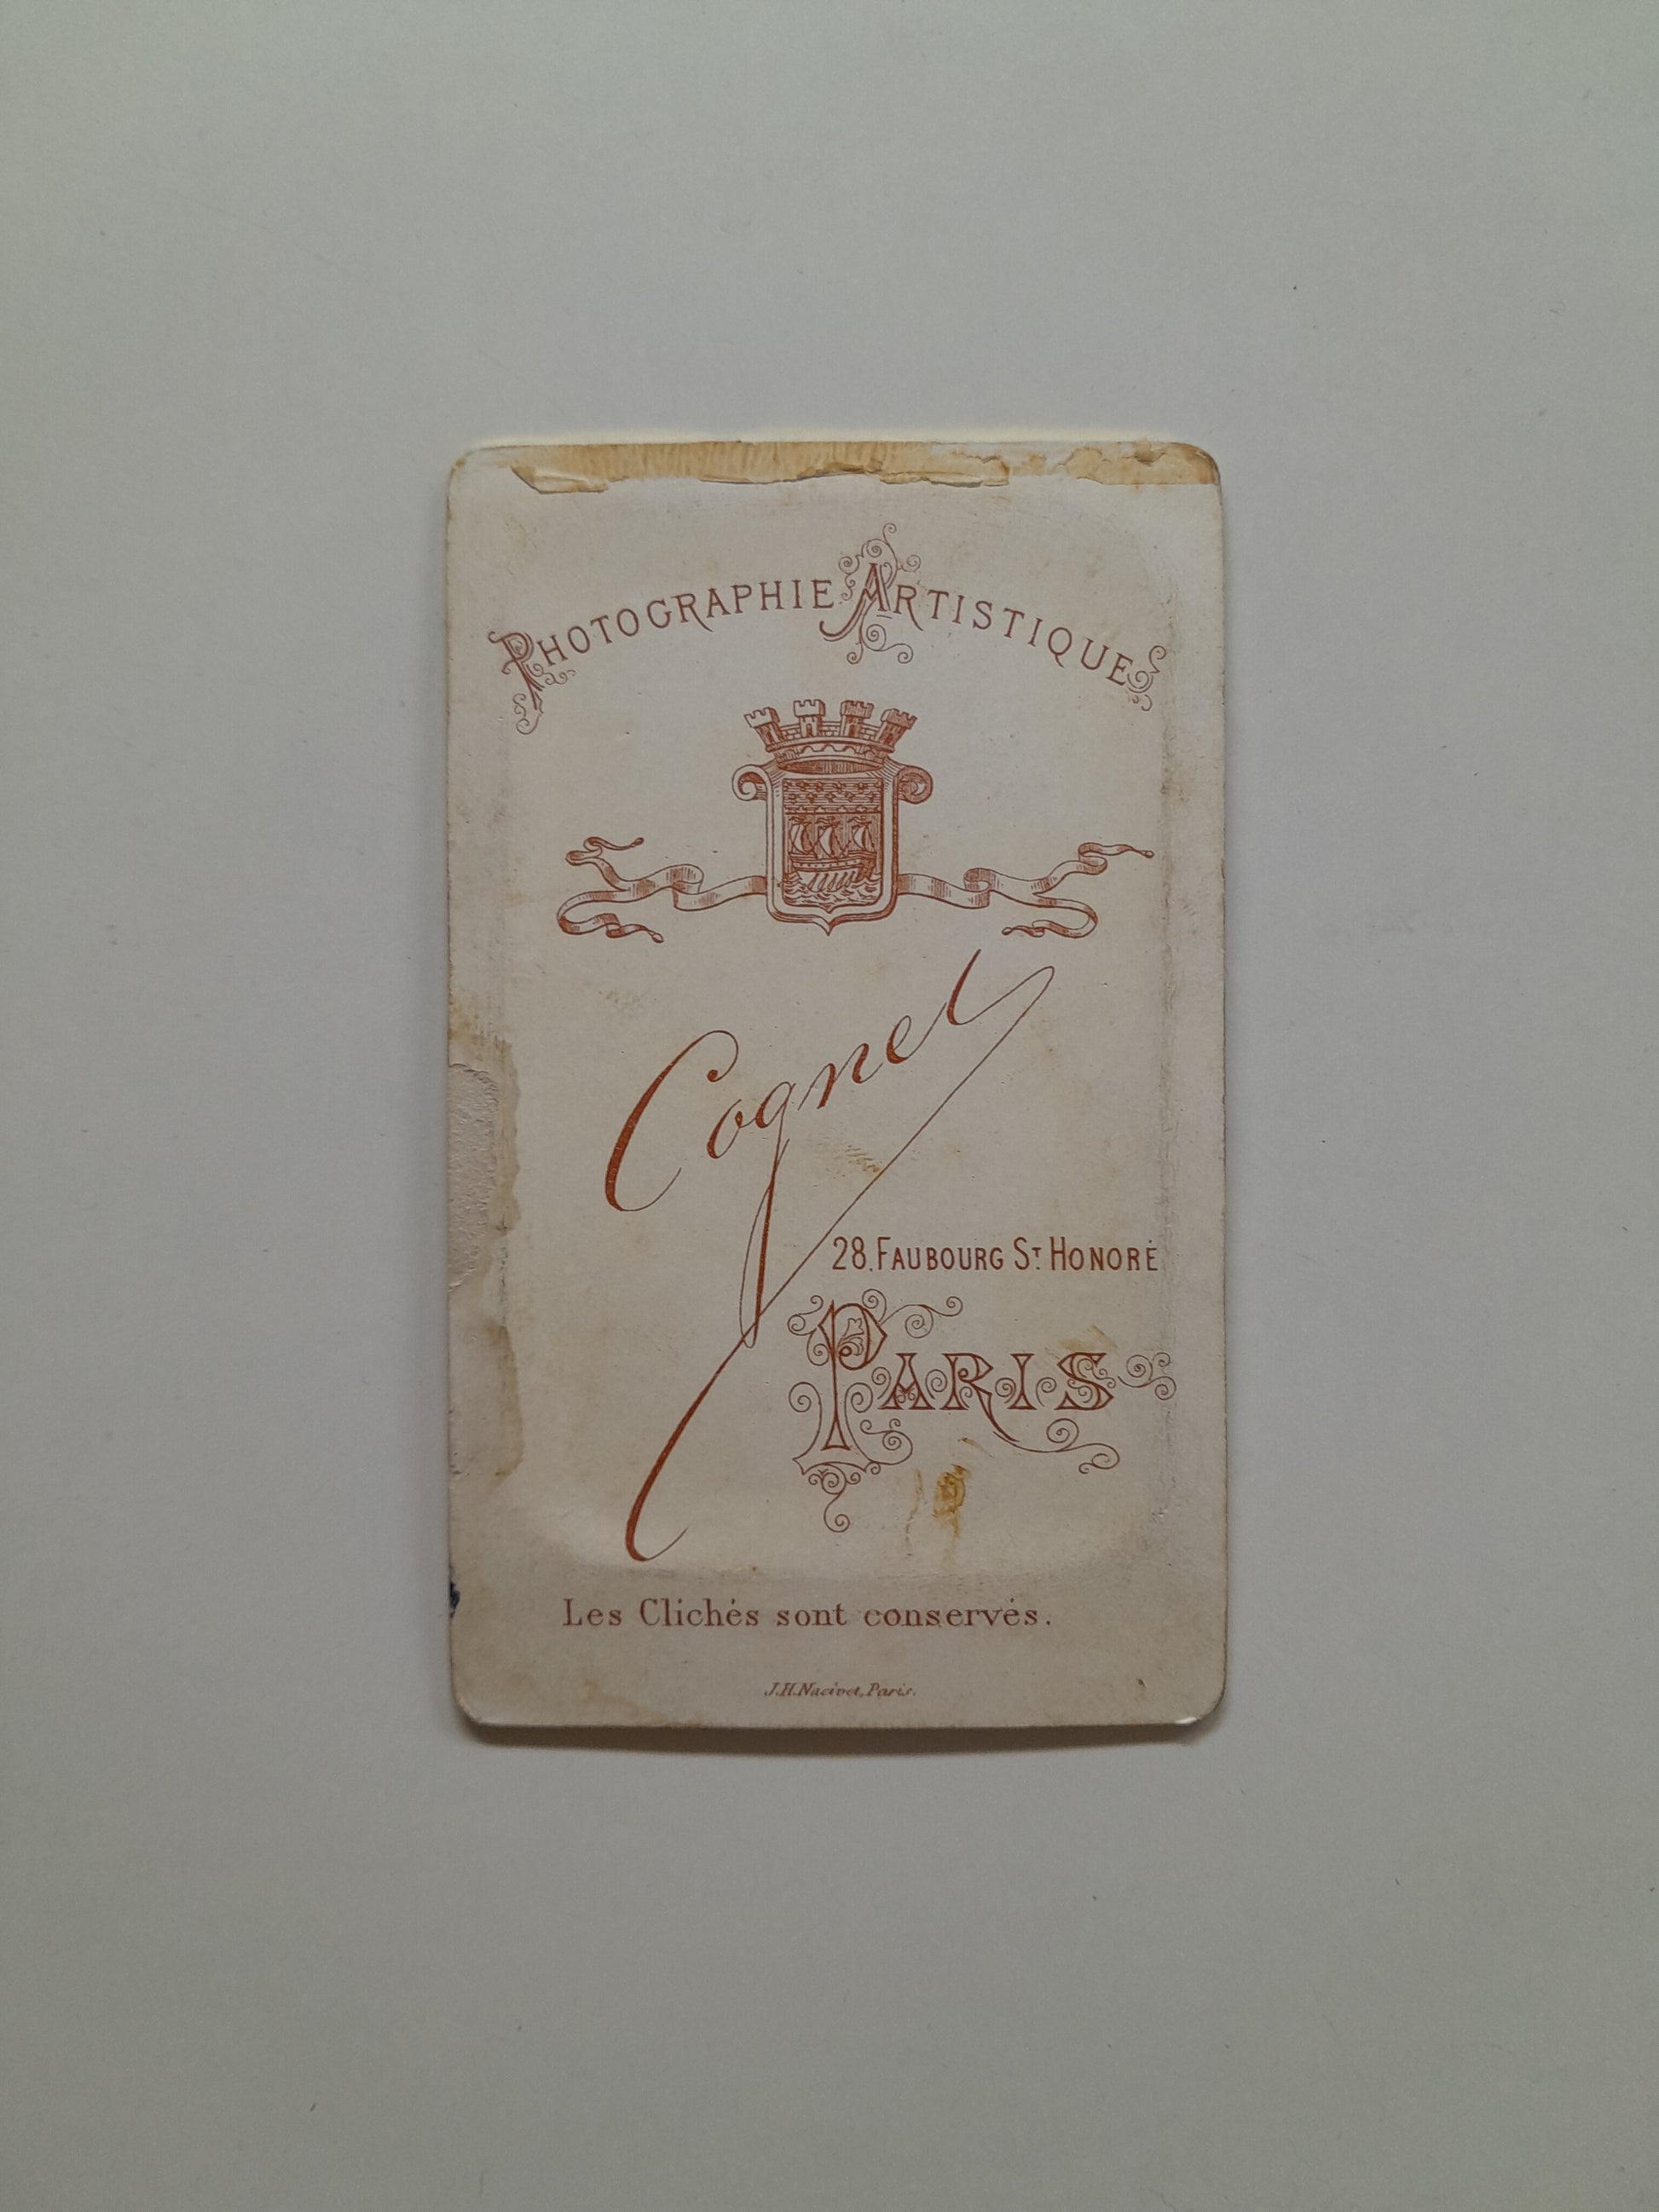 PHOTOGRAPHIE ARTISTIQUE
Cognet
28. FAUBOURG ST. HONORÉ
PARIS
Les Clichés sont conservés.
J.H.Nacivet, Paris.